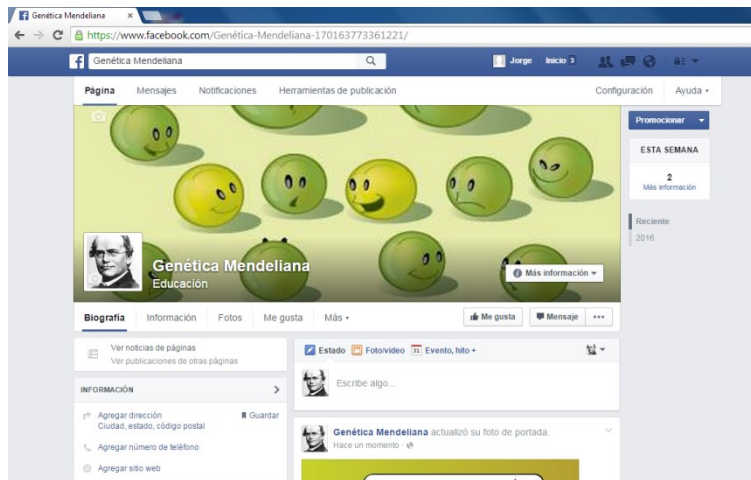 Genética Mendeliana
https://www.facebook.com/Genética-Mendeliana-170163773361221/
Genética Mendeliana
Jorge Inicio 3
Página Mensajes Notificaciones Herramientas de publicación Configuración Ayuda
Promocionar
ESTA SEMANA
2
Más información
Reciente
2016
Genética Mendeliana
Educación
Más información
Biografía Información Fotos Me gusta Más
Me gusta Mensaje
Ver noticias de páginas
Ver publicaciones de otras páginas
INFORMACIÓN
Agregar dirección Guardar
Ciudad, estado, código postal
Agregar número de teléfono
Agregar sitio web
Estado Foto/video 31 Evento, hito +
Escribe algo...
Genética Mendeliana actualizó su foto de portada.
Hace un momento ·